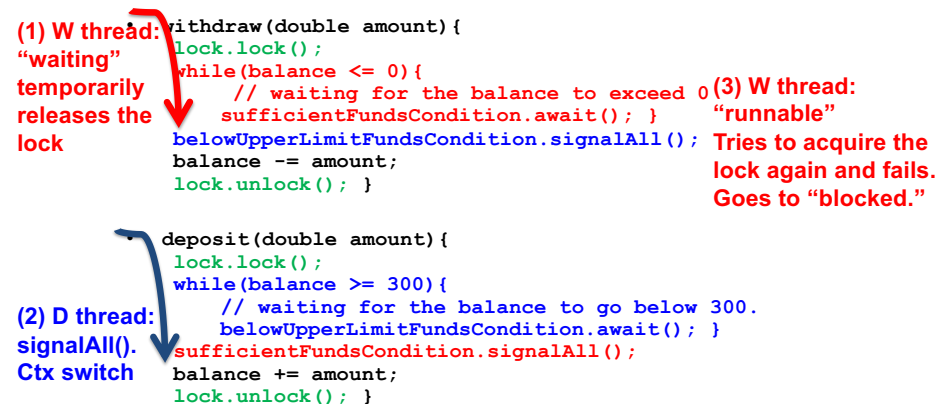 • withdraw(double amount){
lock.lock();
while(balance <= 0){
// waiting for the balance to exceed 0
sufficientFundsCondition.await(); }
belowUpperLimitFundsCondition.signalAll();
balance -= amount;
lock.unlock(); }
(1) W thread:
“waiting”
temporarily
releases the
lock
(3) W thread:
“runnable”
Tries to acquire the
lock again and fails.
Goes to “blocked.”
• deposit(double amount){
lock.lock();
while(balance >= 300){
// waiting for the balance to go below 300.
belowUpperLimitFundsCondition.await(); }
sufficientFundsCondition.signalAll();
balance += amount;
lock.unlock(); }
(2) D thread:
signalAll().
Ctx switch